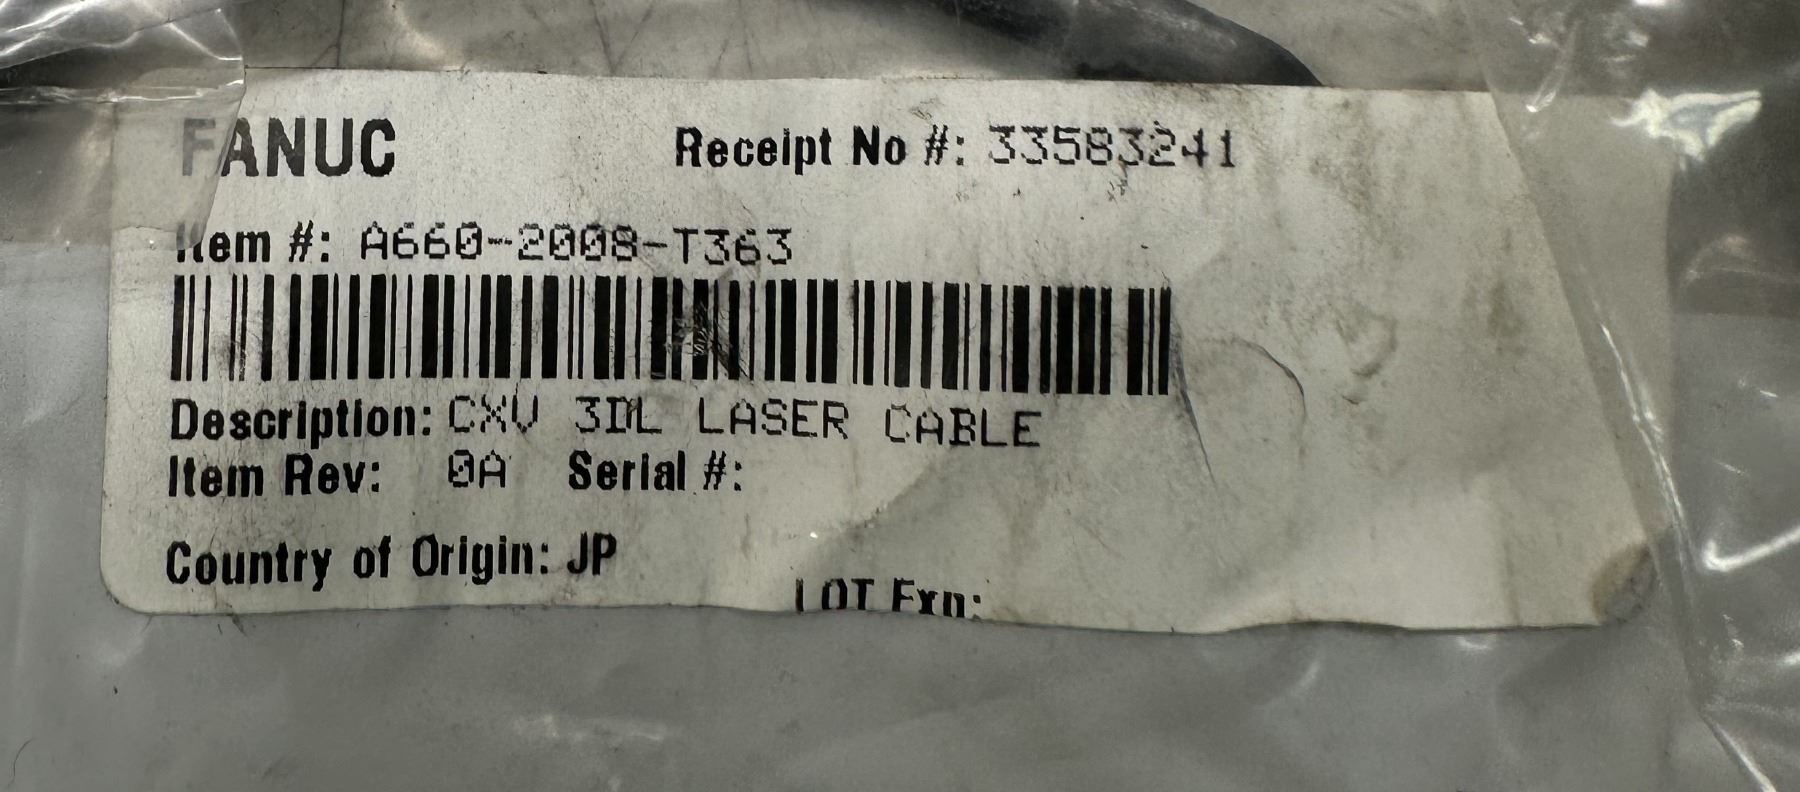 FANUC Receipt No #: 33583241
Item #: A660-2008-T363
Description: CXV 3DL LASER CABLE
Item Rev: 0A Serial #:
Country of Origin: JP
LOT Exp: